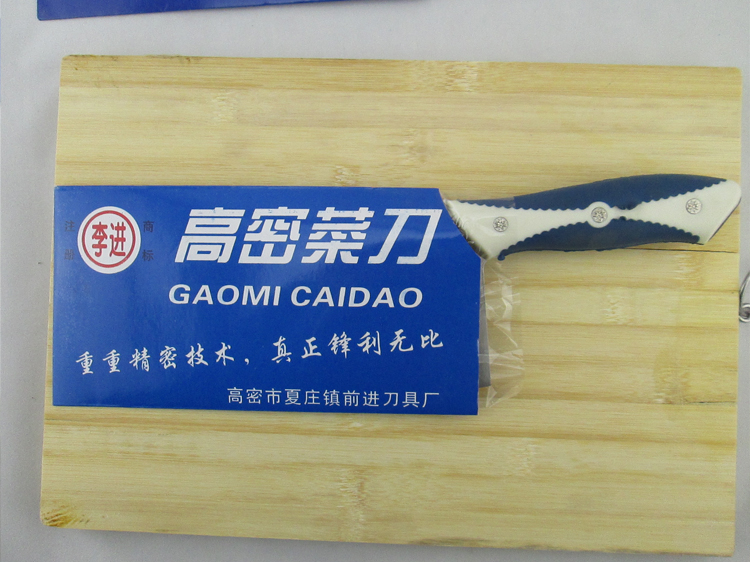 注册
李进
商标
高密菜刀
GAOMI CAIDAO
重重精密技术，真正锋利无比
高密市夏庄镇前进刀具厂